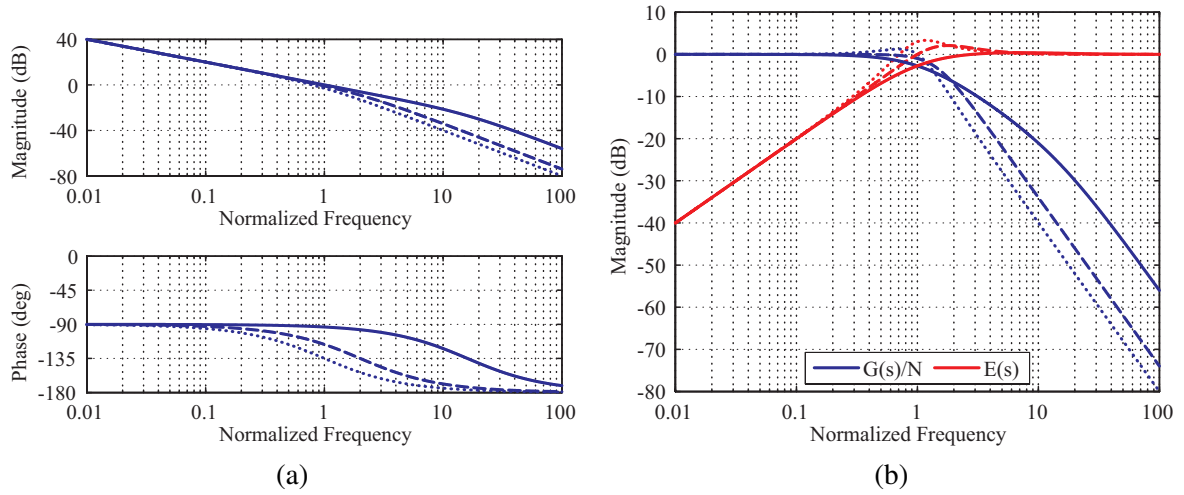 40
0
-40
-80
Magnitude (dB)
0.01 0.1 1 10 100
Normalized Frequency
0
-45
-90
-135
-180
Phase (deg)
0.01 0.1 1 10 100
Normalized Frequency
(a)
10
0
-10
-20
-30
-40
-50
-60
-70
-80
Magnitude (dB)
G(s)/N E(s)
0.01 0.1 1 10 100
Normalized Frequency
(b)